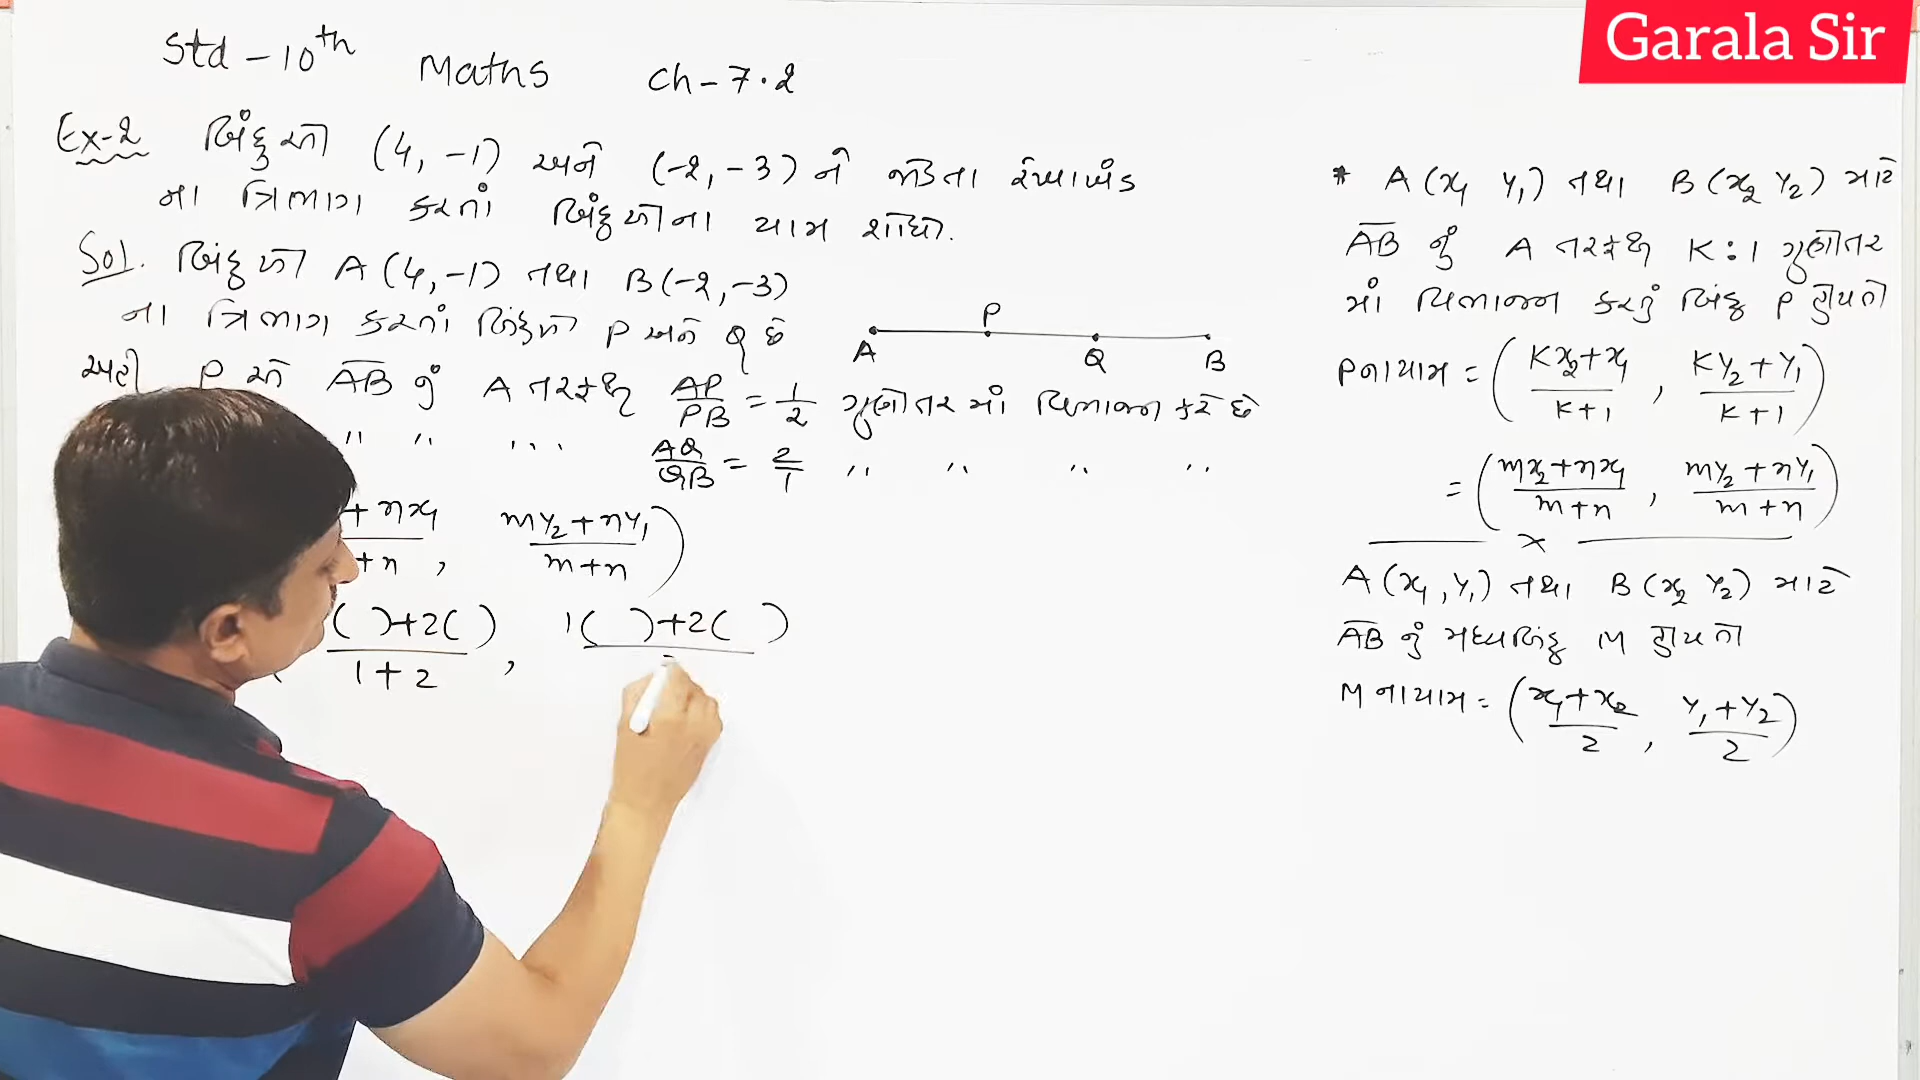 Garala Sir
Std - 10th Maths Ch - 7.2
Ex-2 બિંદુઓ (4, -1) અને (-2, -3) ને જોડતા રેખાખંડ
ના ત્રિભાગ કરતાં બિંદુઓના યામ શોધો.
Sol. બિંદુઓ A(4, -1) તથા B(-2, -3)
ના ત્રિભાગ કરતાં બિંદુઓ P અને Q છે
અહી P એ AB નું A તરફથી AP/PB = 1/2 ગુણોત્તર માં વિભાજન કરે છે
" " ... AQ/QB = 2/1 " " " "
+ nx1 / + n , my2 + ny1 / m + n )
( ) + 2( ) / 1 + 2 , 1( ) + 2( )
A P Q B
* A(x1 y1) તથા B(x2 y2) માટે
AB નું A તરફથી K : 1 ગુણોતર
માં વિભાજન કરતું બિંદુ P હોય તો
P ના યામ = ( Kx2 + x1 / K + 1 , Ky2 + y1 / K + 1 )
= ( mx2 + nx1 / m + n , my2 + ny1 / m + n )
x
A(x1, y1) તથા B(x2 y2) માટે
AB નું મધ્યબિંદુ M હોય તો
M ના યામ = ( x1 + x2 / 2 , y1 + y2 / 2 )